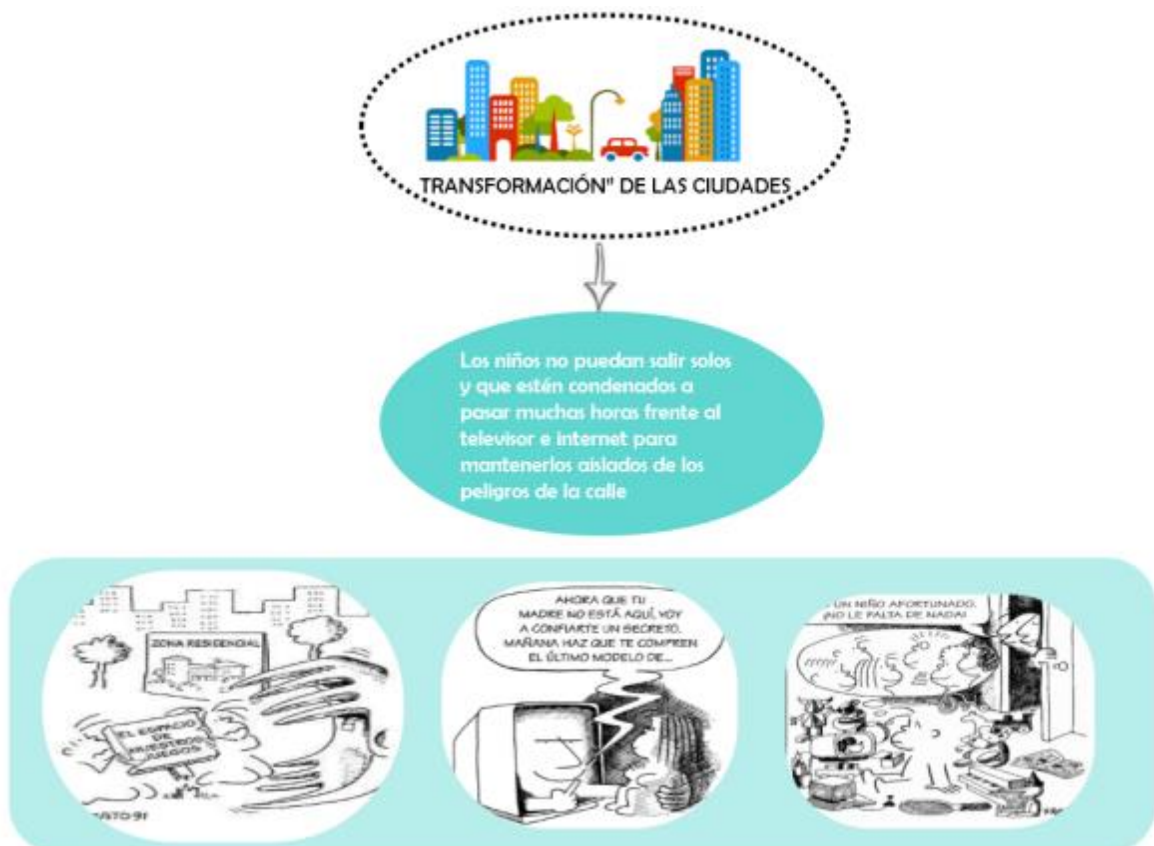 TRANSFORMACIÓN" DE LAS CIUDADES
Los niños no puedan salir solos
y que estén condenados a
pasar muchas horas frente al
televisor e internet para
mantenerlos aislados de los
peligros de la calle
ZONA RESIDENCIAL
EL ESPACIO
DE
NUESTROS
JUEGOS
ATO 91
AHORA QUE TU
MADRE NO ESTÁ AQUÍ, VOY
A CONFIARTE UN SECRETO.
MAÑANA HAZ QUE TE COMPREN
EL ÚLTIMO MODELO DE...
UN NIÑO AFORTUNADO,
¡NO LE FALTA DE NADA!